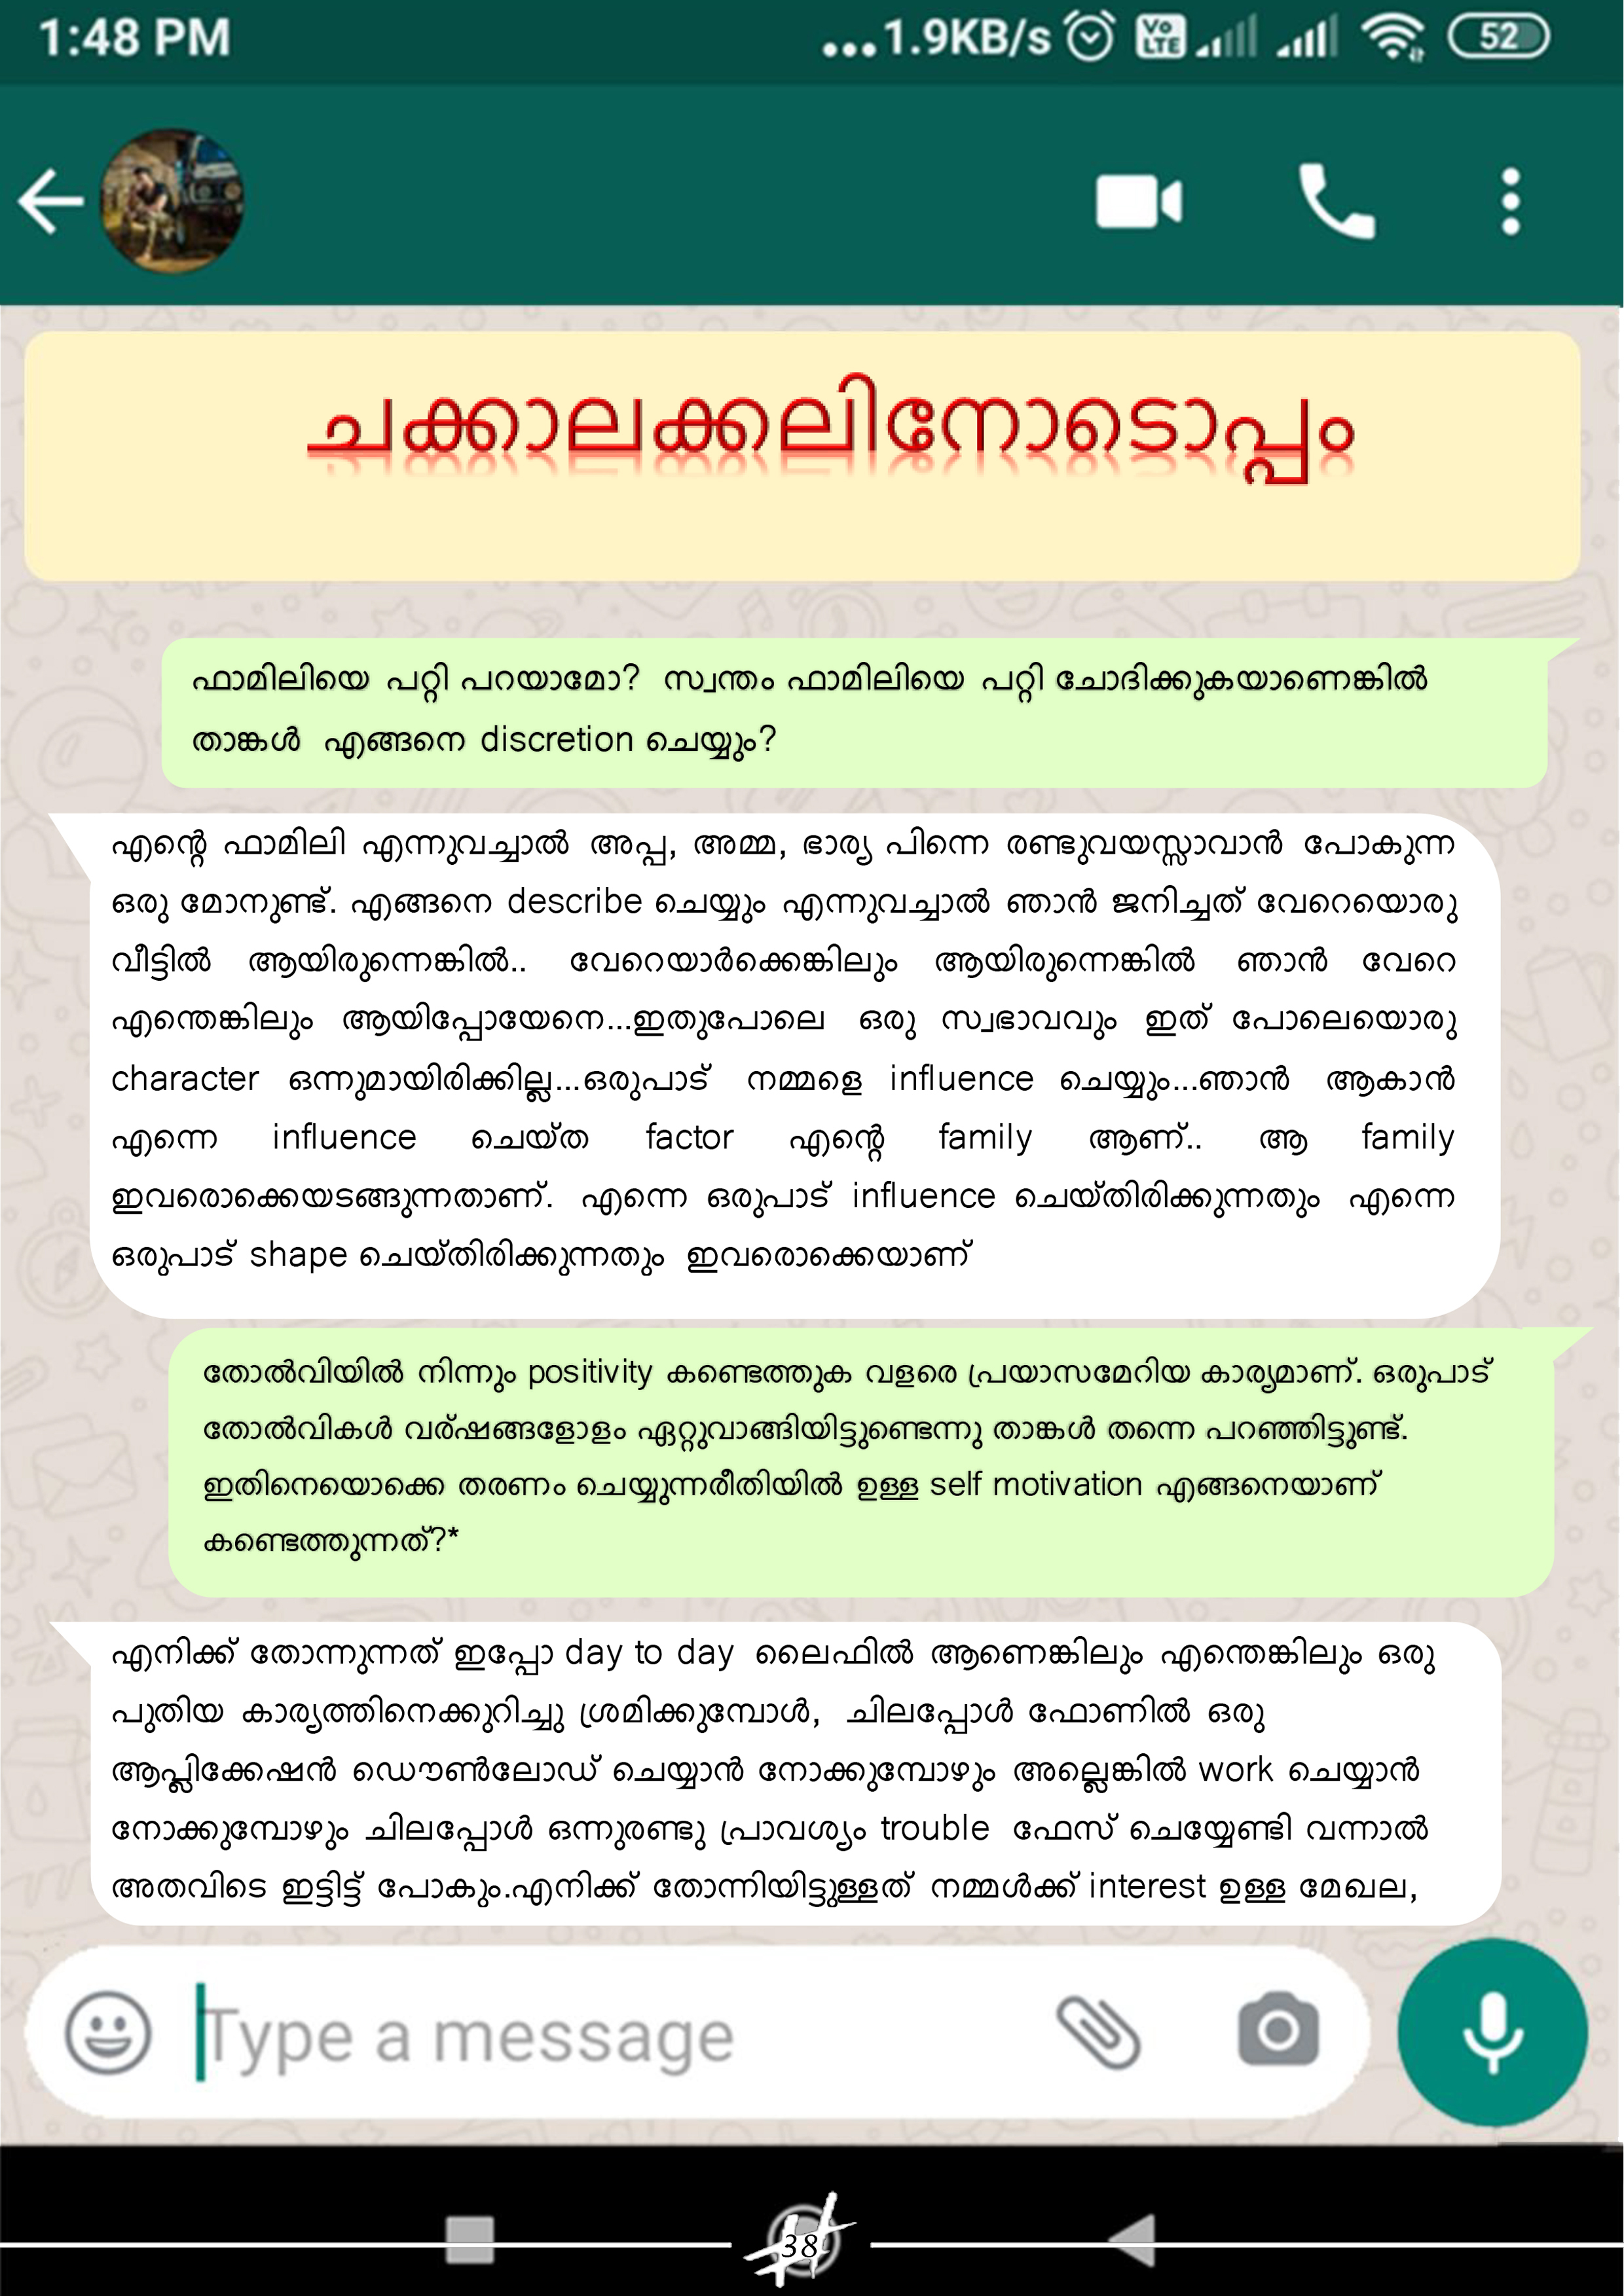 1:48 PM ...1.9KB/s Vo LTE 52
ചക്കാലക്കലിനോടൊപ്പം
ഫാമിലിയെ പറ്റി പറയാമോ? സ്വന്തം ഫാമിലിയെ പറ്റി ചോദിക്കുകയാണെങ്കിൽ
താങ്കൾ എങ്ങനെ discretion ചെയ്യും?
എന്റെ ഫാമിലി എന്നുവച്ചാൽ അപ്പ, അമ്മ, ഭാര്യ പിന്നെ രണ്ടുവയസ്സാവാൻ പോകുന്ന
ഒരു മോനുണ്ട്. എങ്ങനെ describe ചെയ്യും എന്നുവച്ചാൽ ഞാൻ ജനിച്ചത് വേറെയൊരു
വീട്ടിൽ ആയിരുന്നെങ്കിൽ.. വേറെയാർക്കെങ്കിലും ആയിരുന്നെങ്കിൽ ഞാൻ വേറെ
എന്തെങ്കിലും ആയിപ്പോയേനെ...ഇതുപോലെ ഒരു സ്വഭാവവും ഇത് പോലെയൊരു
character ഒന്നുമായിരിക്കില്ല...ഒരുപാട് നമ്മളെ influence ചെയ്യും...ഞാൻ ആകാൻ
എന്നെ influence ചെയ്ത factor എന്റെ family ആണ്.. ആ family
ഇവരൊക്കെയടങ്ങുന്നതാണ്. എന്നെ ഒരുപാട് influence ചെയ്തിരിക്കുന്നതും എന്നെ
ഒരുപാട് shape ചെയ്തിരിക്കുന്നതും ഇവരൊക്കെയാണ്
തോൽവിയിൽ നിന്നും positivity കണ്ടെത്തുക വളരെ പ്രയാസമേറിയ കാര്യമാണ്. ഒരുപാട്
തോൽവികൾ വര്ഷങ്ങളോളം ഏറ്റുവാങ്ങിയിട്ടുണ്ടെന്നു താങ്കൾ തന്നെ പറഞ്ഞിട്ടുണ്ട്.
ഇതിനെയൊക്കെ തരണം ചെയ്യുന്നരീതിയിൽ ഉള്ള self motivation എങ്ങനെയാണ്
കണ്ടെത്തുന്നത്?*
എനിക്ക് തോന്നുന്നത് ഇപ്പോ day to day ലൈഫിൽ ആണെങ്കിലും എന്തെങ്കിലും ഒരു
പുതിയ കാര്യത്തിനെക്കുറിച്ചു ശ്രമിക്കുമ്പോൾ, ചിലപ്പോൾ ഫോണിൽ ഒരു
ആപ്ലിക്കേഷൻ ഡൌൺലോഡ് ചെയ്യാൻ നോക്കുമ്പോഴും അല്ലെങ്കിൽ work ചെയ്യാൻ
നോക്കുമ്പോഴും ചിലപ്പോൾ ഒന്നുരണ്ടു പ്രാവശ്യം trouble ഫേസ് ചെയ്യേണ്ടി വന്നാൽ
അതവിടെ ഇട്ടിട്ട് പോകും.എനിക്ക് തോന്നിയിട്ടുള്ളത് നമ്മൾക്ക് interest ഉള്ള മേഖല,
Type a message
38